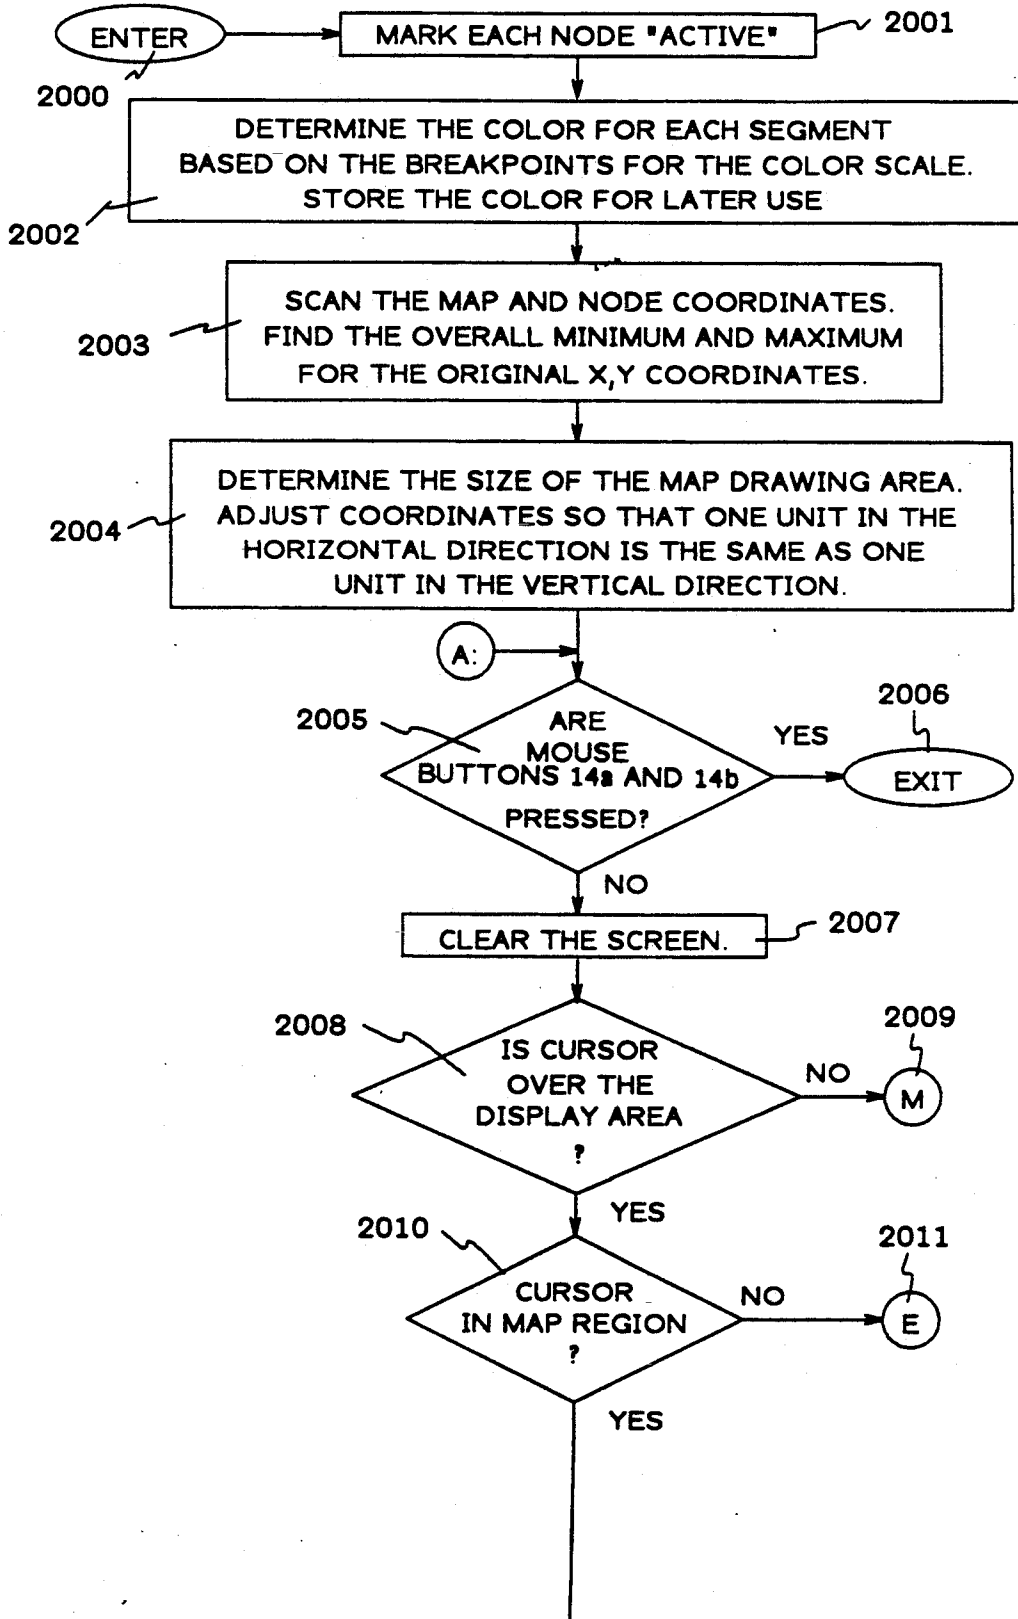 ENTER
MARK EACH NODE "ACTIVE"
2001
2000
DETERMINE THE COLOR FOR EACH SEGMENT
BASED ON THE BREAKPOINTS FOR THE COLOR SCALE.
STORE THE COLOR FOR LATER USE
2002
SCAN THE MAP AND NODE COORDINATES.
FIND THE OVERALL MINIMUM AND MAXIMUM
FOR THE ORIGINAL X,Y COORDINATES.
2003
DETERMINE THE SIZE OF THE MAP DRAWING AREA.
ADJUST COORDINATES SO THAT ONE UNIT IN THE
HORIZONTAL DIRECTION IS THE SAME AS ONE
UNIT IN THE VERTICAL DIRECTION.
2004
A:
2005
ARE
MOUSE
BUTTONS 14a AND 14b
PRESSED?
YES
2006
EXIT
NO
CLEAR THE SCREEN.
2007
2008
IS CURSOR
OVER THE
DISPLAY AREA
?
NO
2009
M
YES
2010
CURSOR
IN MAP REGION
?
NO
2011
E
YES